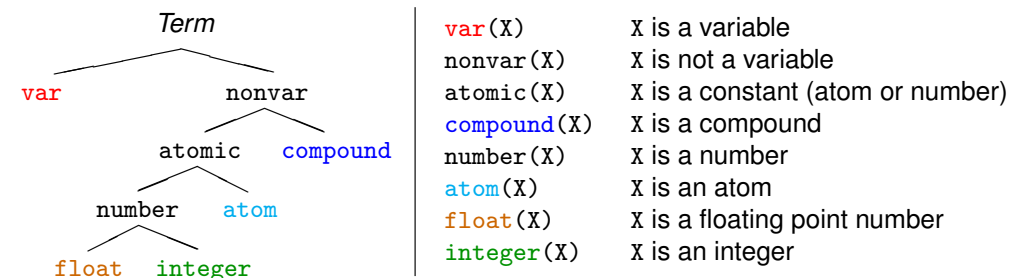 Term
var nonvar
atomic compound
number atom
float integer
var(X) X is a variable
nonvar(X) X is not a variable
atomic(X) X is a constant (atom or number)
compound(X) X is a compound
number(X) X is a number
atom(X) X is an atom
float(X) X is a floating point number
integer(X) X is an integer